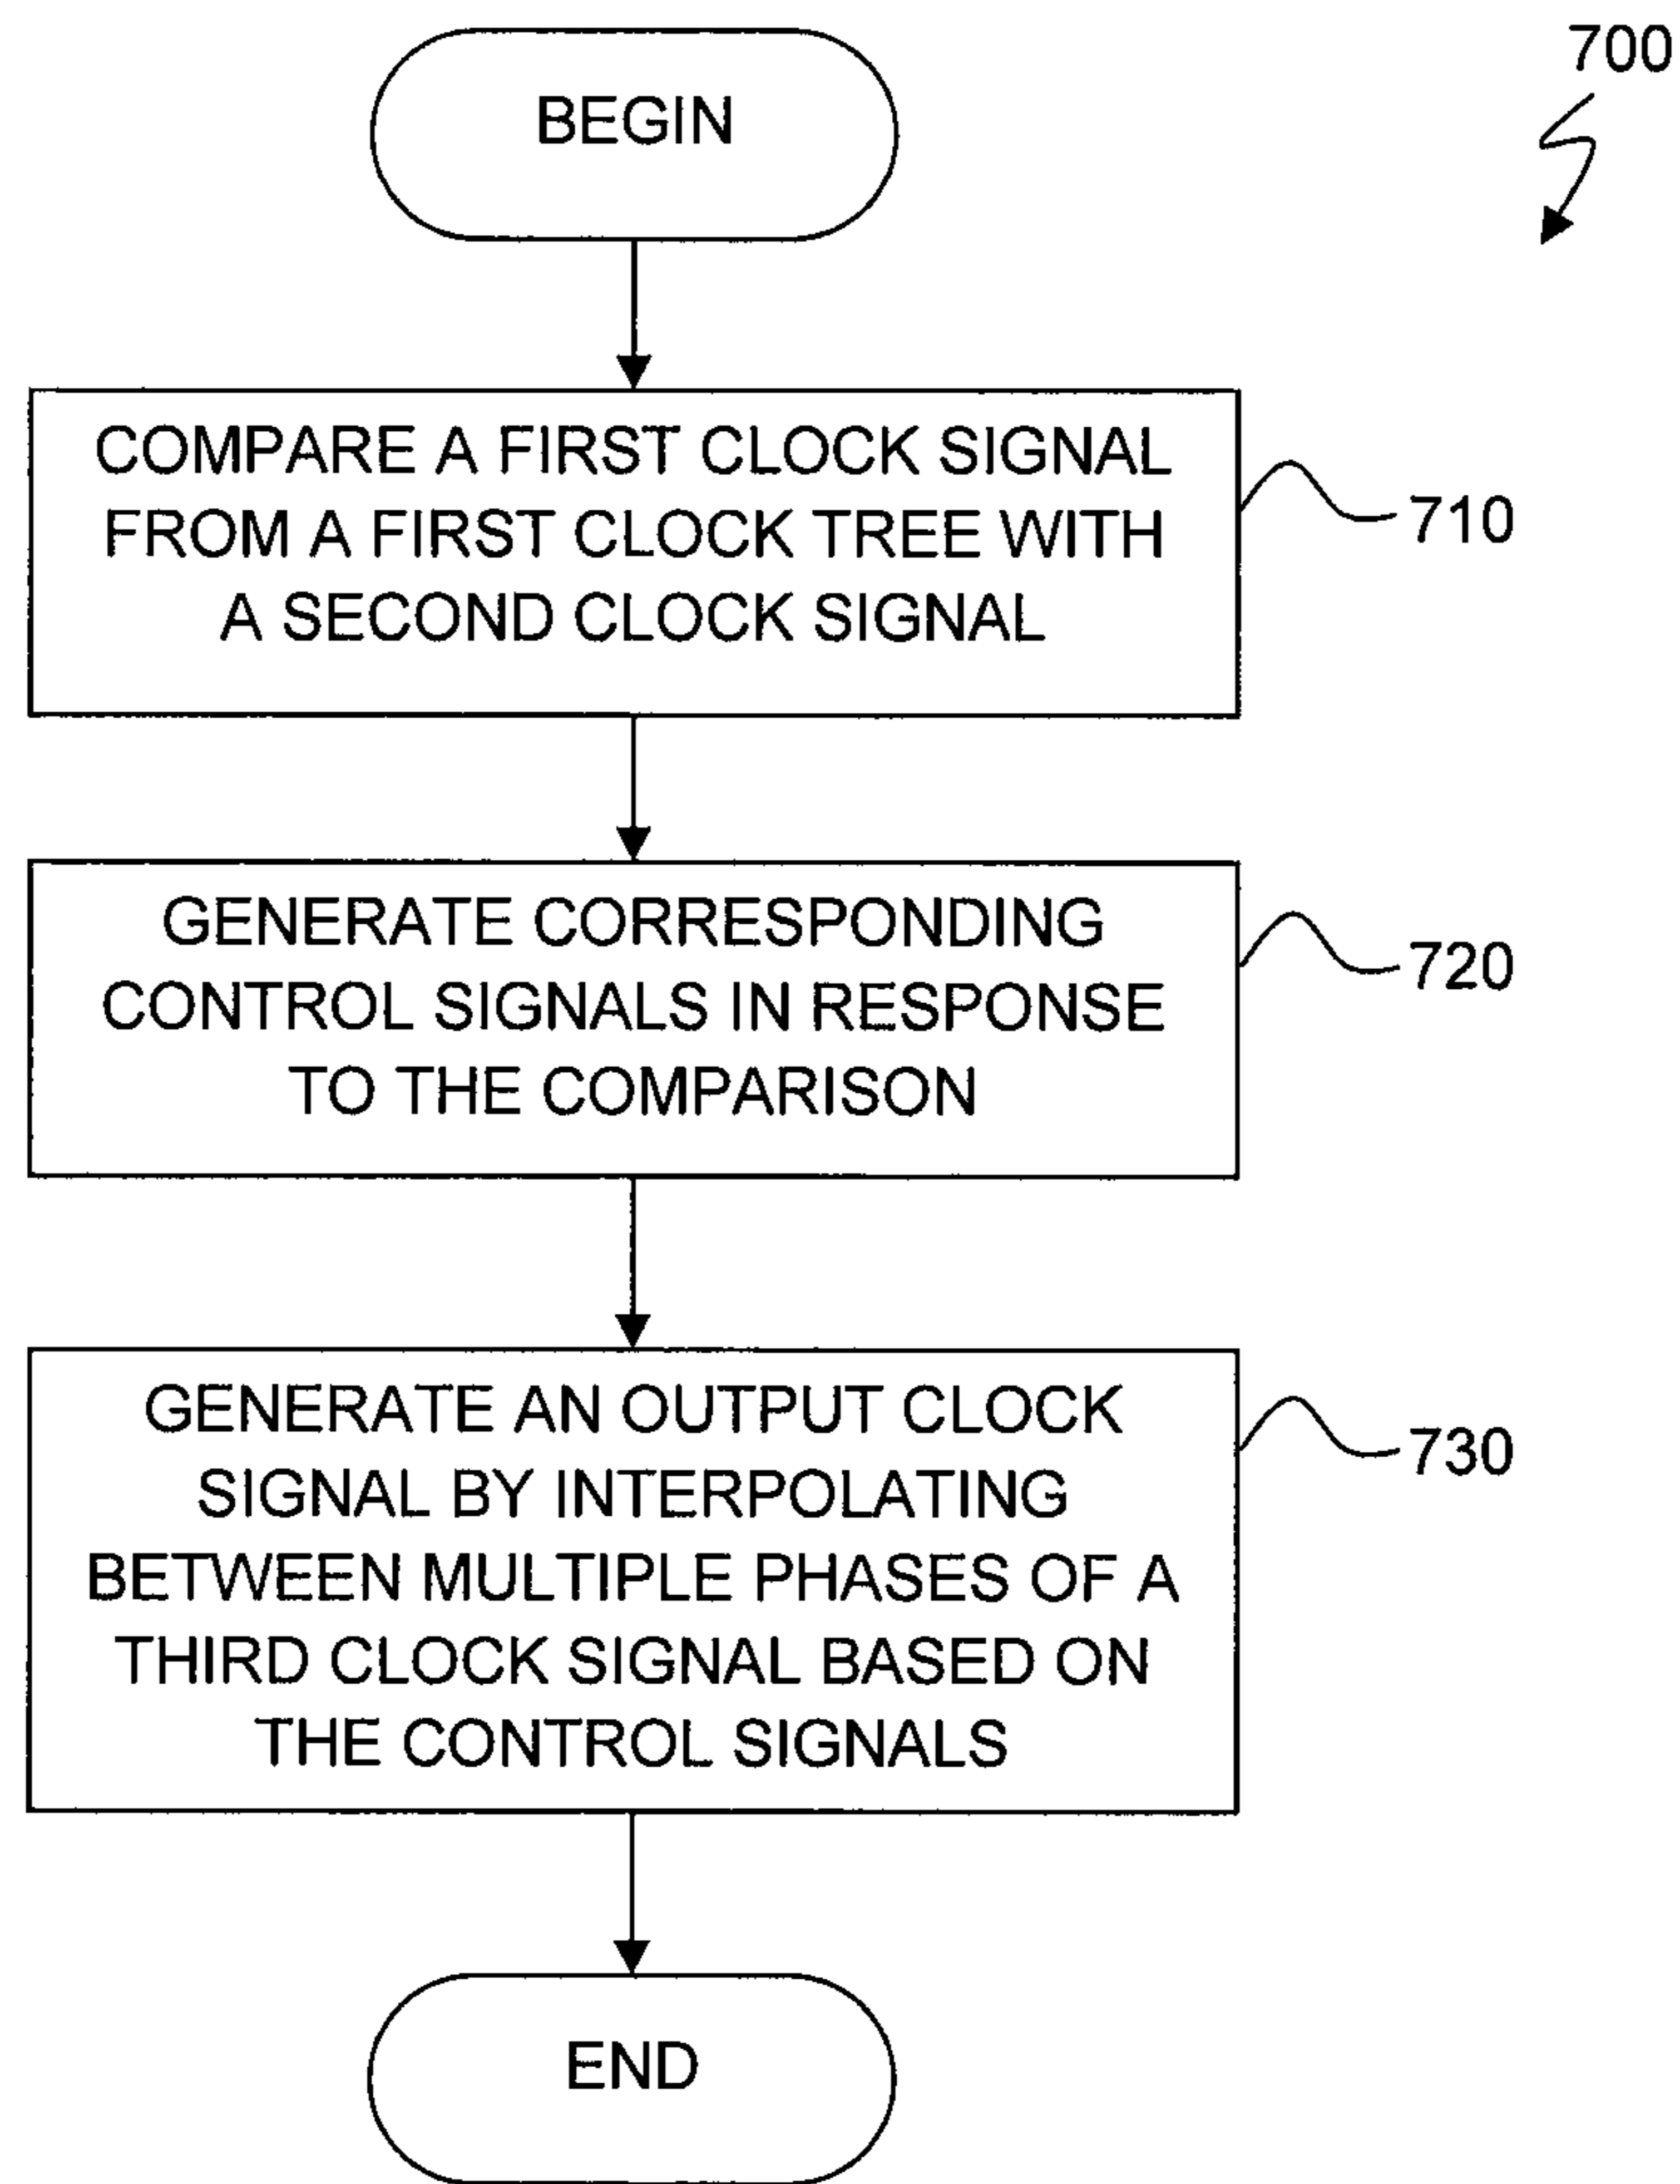 700
BEGIN
COMPARE A FIRST CLOCK SIGNAL
FROM A FIRST CLOCK TREE WITH
A SECOND CLOCK SIGNAL
710
GENERATE CORRESPONDING
CONTROL SIGNALS IN RESPONSE
TO THE COMPARISON
720
GENERATE AN OUTPUT CLOCK
SIGNAL BY INTERPOLATING
BETWEEN MULTIPLE PHASES OF A
THIRD CLOCK SIGNAL BASED ON
THE CONTROL SIGNALS
730
END